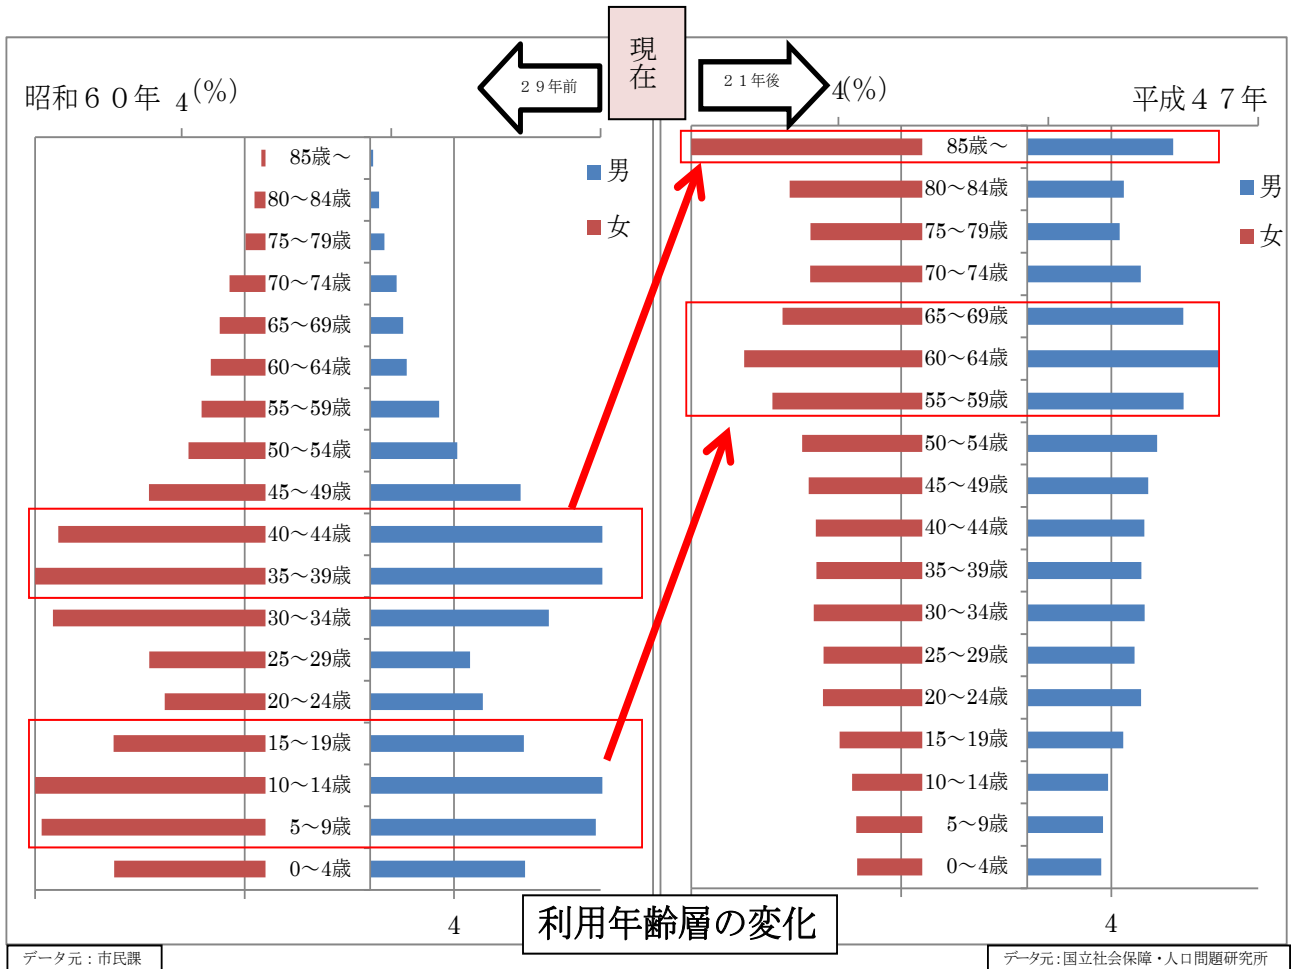 現在
２９年前
２１年後
昭和６０年
4(%)
4(%)
平成４７年
85歳～
80～84歳
75～79歳
70～74歳
65～69歳
60～64歳
55～59歳
50～54歳
45～49歳
40～44歳
35～39歳
30～34歳
25～29歳
20～24歳
15～19歳
10～14歳
5～9歳
0～4歳
男
女
4
85歳～
80～84歳
75～79歳
70～74歳
65～69歳
60～64歳
55～59歳
50～54歳
45～49歳
40～44歳
35～39歳
30～34歳
25～29歳
20～24歳
15～19歳
10～14歳
5～9歳
0～4歳
男
女
4
利用年齢層の変化
データ元：市民課
データ元：国立社会保障・人口問題研究所